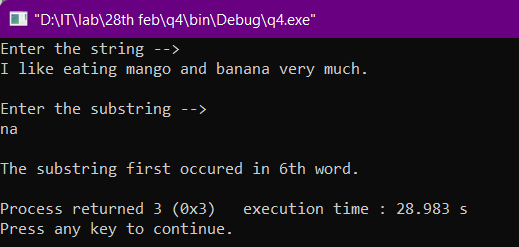 "D:\IT\lab\28th feb\q4\bin\Debug\q4.exe"
Enter the string -->
I like eating mango and banana very much.
Enter the substring -->
na
The substring first occured in 6th word.
Process returned 3 (0x3)   execution time : 28.983 s
Press any key to continue.